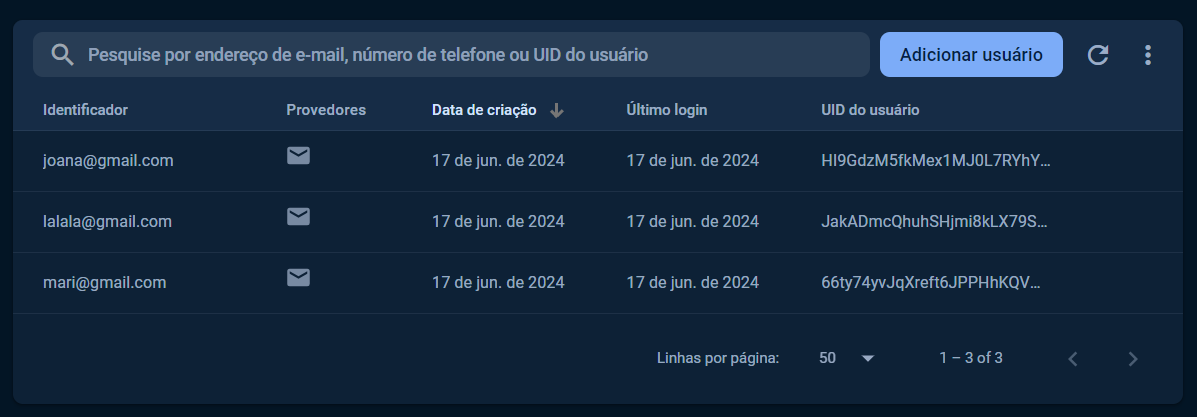 Pesquise por endereço de e-mail, número de telefone ou UID do usuário Adicionar usuário
Identificador Provedores Data de criação Último login UID do usuário
joana@gmail.com 17 de jun. de 2024 17 de jun. de 2024 HI9GdzM5fkMex1MJ0L7RYhY...
lalala@gmail.com 17 de jun. de 2024 17 de jun. de 2024 JakADmcQhuhSHjmi8kLX79S...
mari@gmail.com 17 de jun. de 2024 17 de jun. de 2024 66ty74yvJqXreft6JPPHhKQV...
Linhas por página: 50 1 – 3 of 3